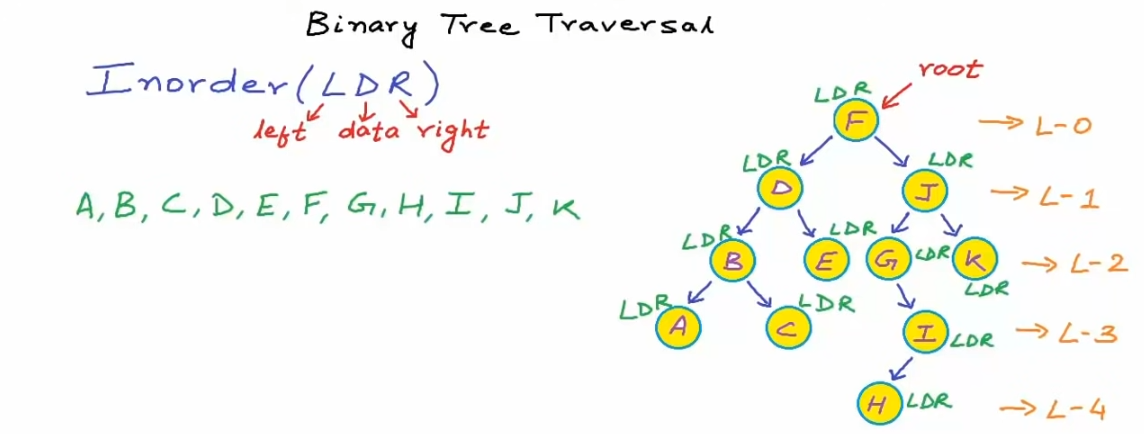 Binary Tree Traversal
Inorder (LDR)
left data right
A, B, C, D, E, F, G, H, I, J, K
root
LDR
F
→ L-0
LDR
LDR
D
J
→ L-1
LDR
LDR
B
E
G
LDR
K
→ L-2
LDR
LDR
LDR
A
C
I
LDR
→ L-3
H
LDR
→ L-4